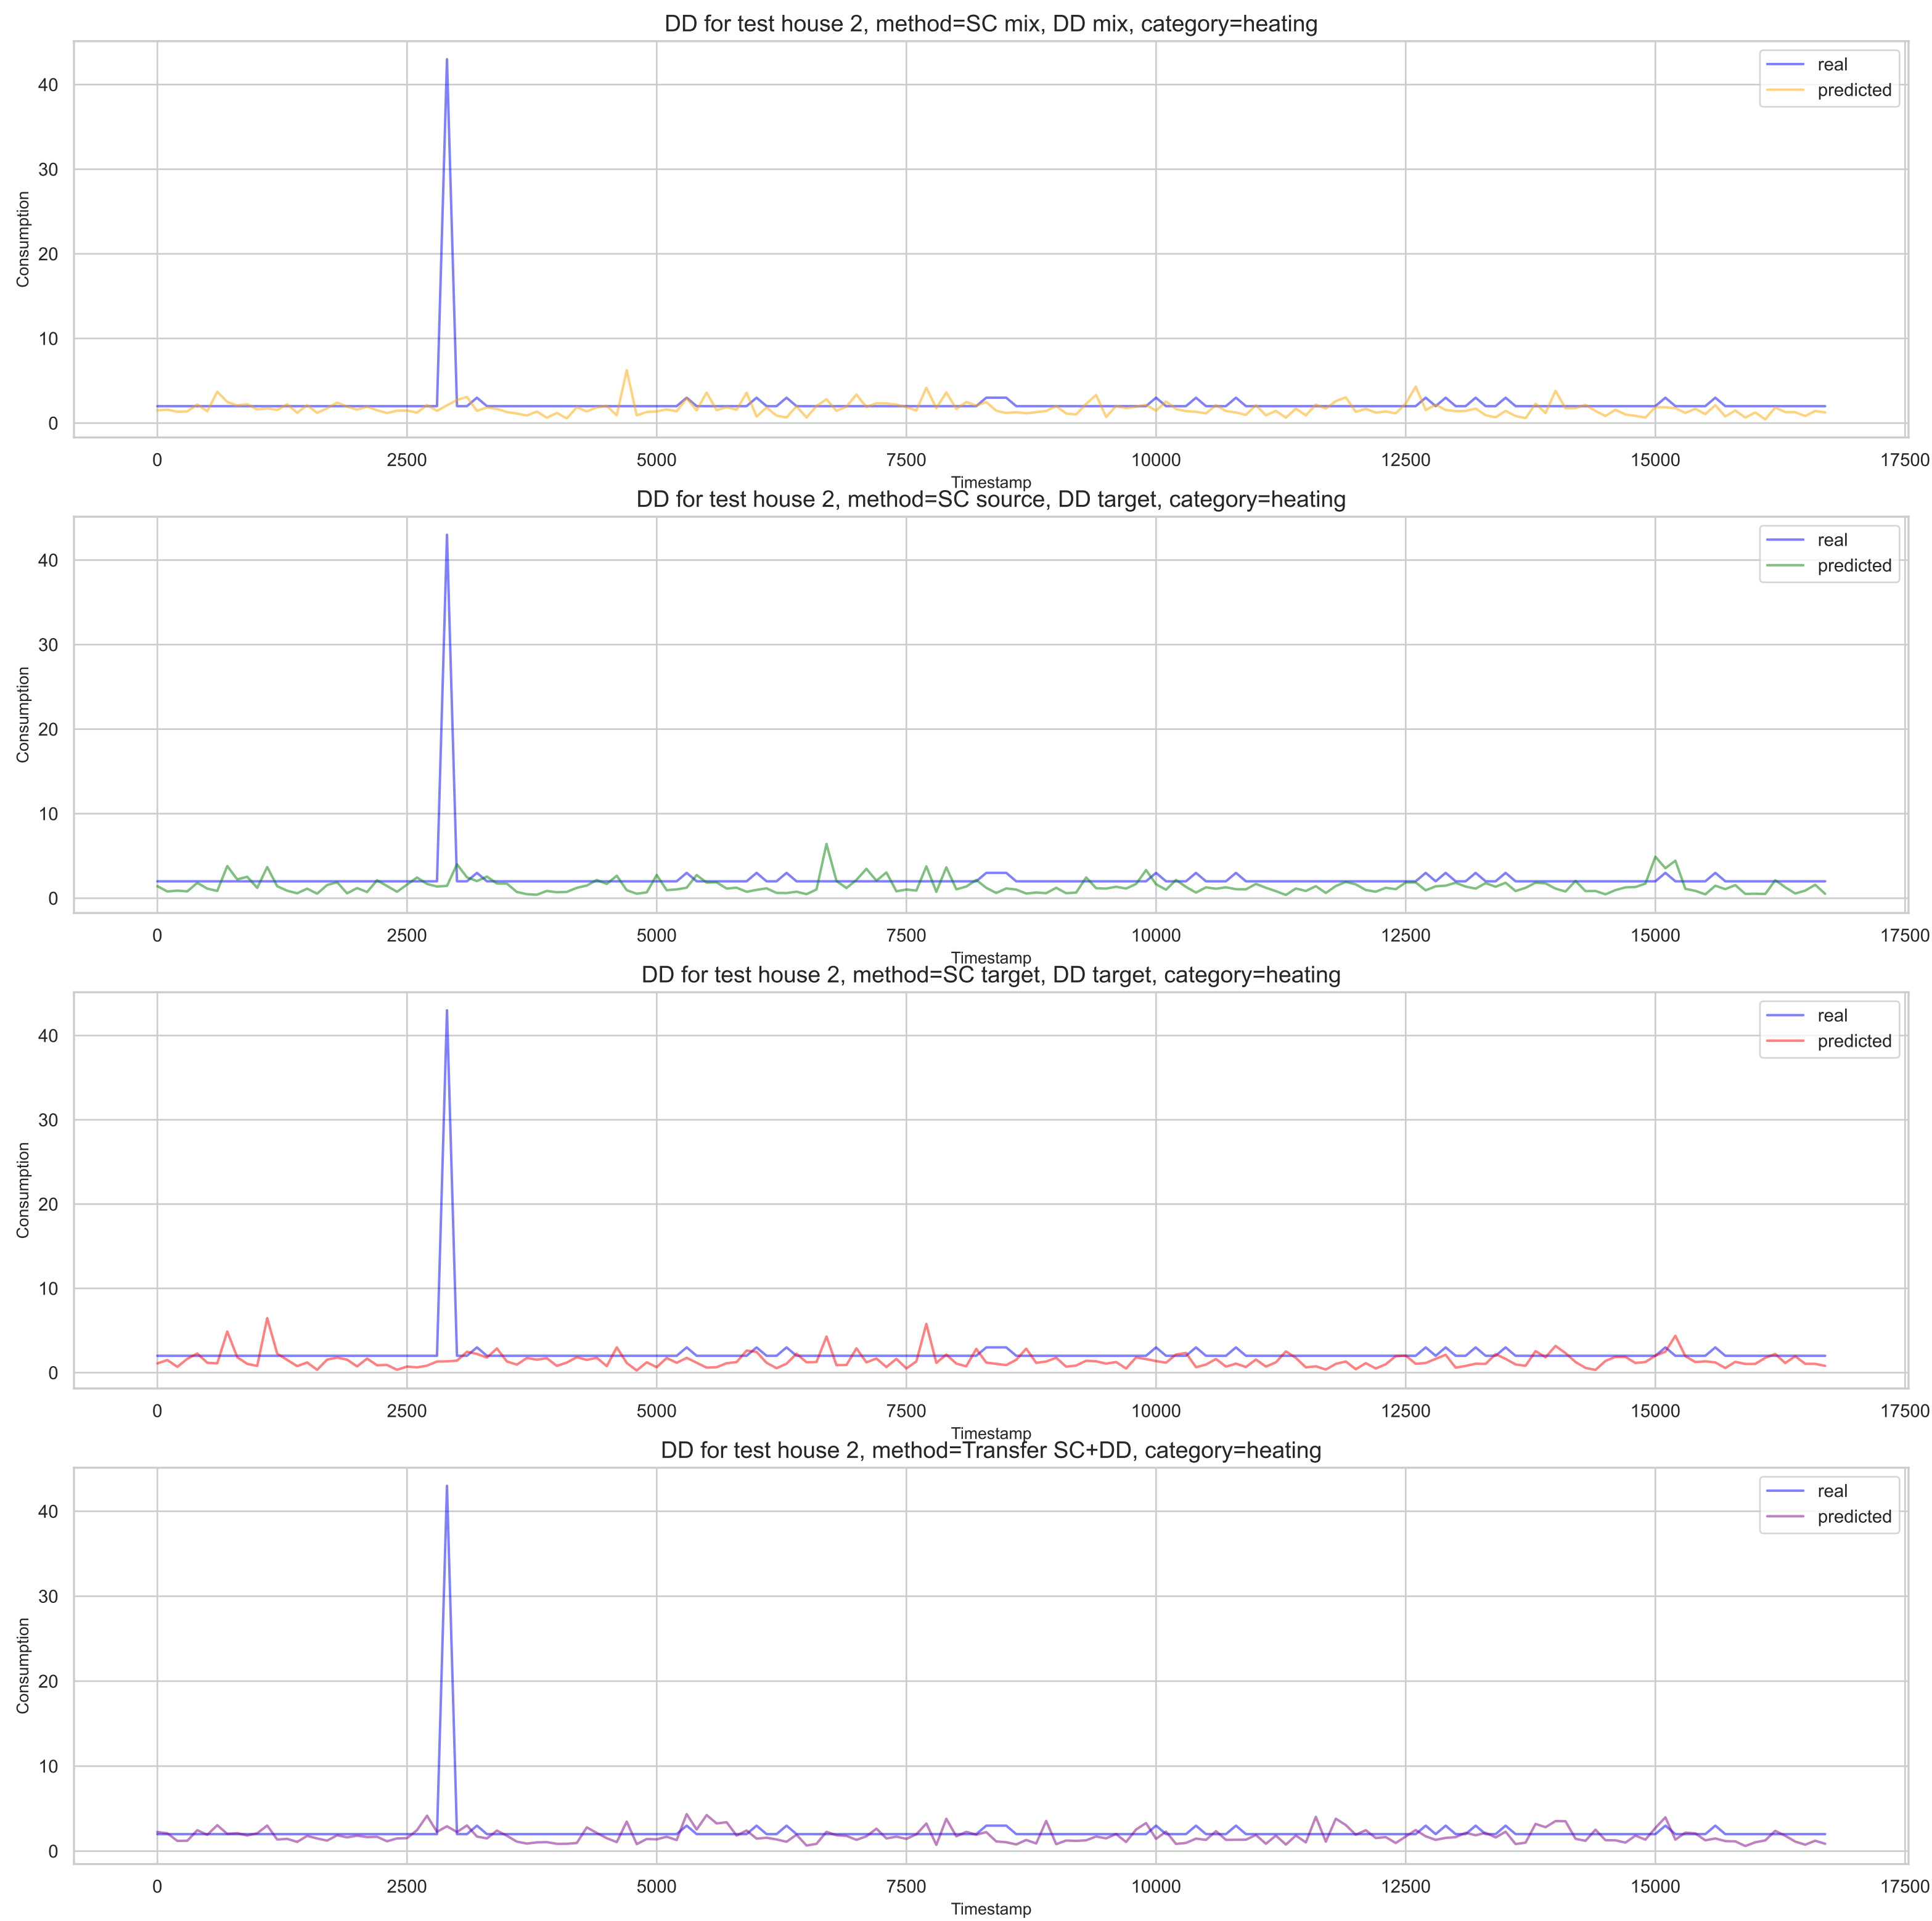 DD for test house 2, method=SC mix, DD mix, category=heating
real
predicted
Consumption
40
30
20
10
0
0 2500 5000 7500 10000 12500 15000 17500
Timestamp
DD for test house 2, method=SC source, DD target, category=heating
real
predicted
Consumption
40
30
20
10
0
0 2500 5000 7500 10000 12500 15000 17500
Timestamp
DD for test house 2, method=SC target, DD target, category=heating
real
predicted
Consumption
40
30
20
10
0
0 2500 5000 7500 10000 12500 15000 17500
Timestamp
DD for test house 2, method=Transfer SC+DD, category=heating
real
predicted
Consumption
40
30
20
10
0
0 2500 5000 7500 10000 12500 15000 17500
Timestamp